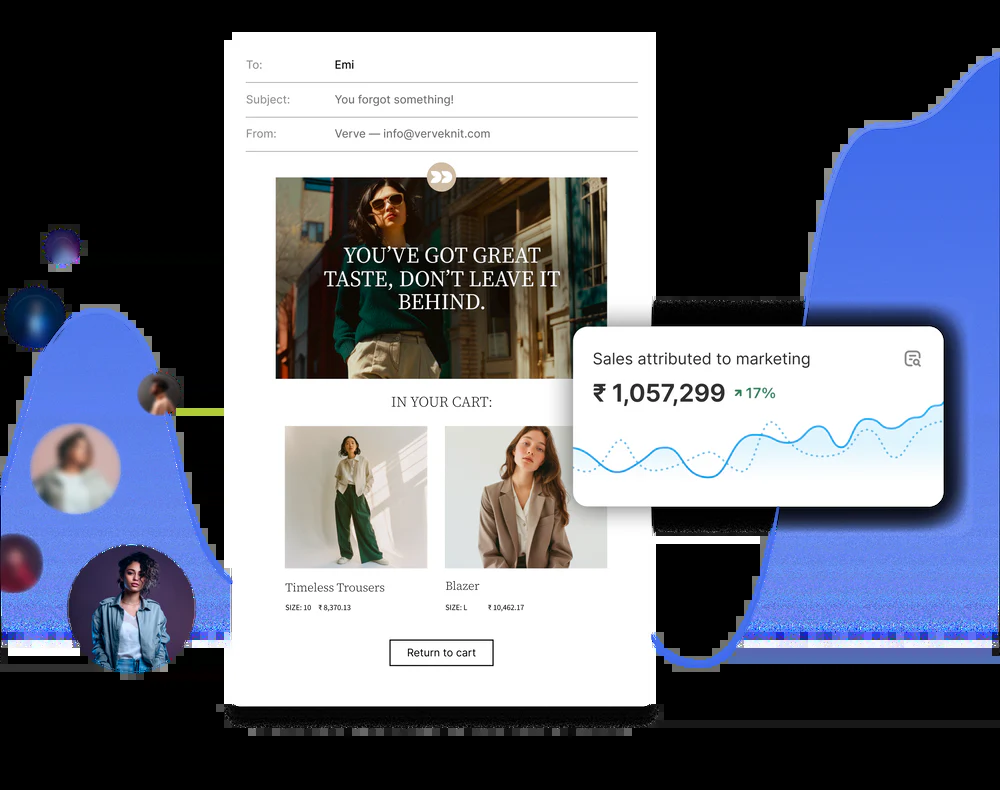 To: Emi
Subject: You forgot something!
From: Verve — info@verveknit.com
YOU’VE GOT GREAT
TASTE, DON’T LEAVE IT
BEHIND.
Sales attributed to marketing
₹ 1,057,299 17%
IN YOUR CART:
Timeless Trousers
SIZE: 10 ₹ 8,370.13
Blazer
SIZE: L ₹ 10,462.17
Return to cart